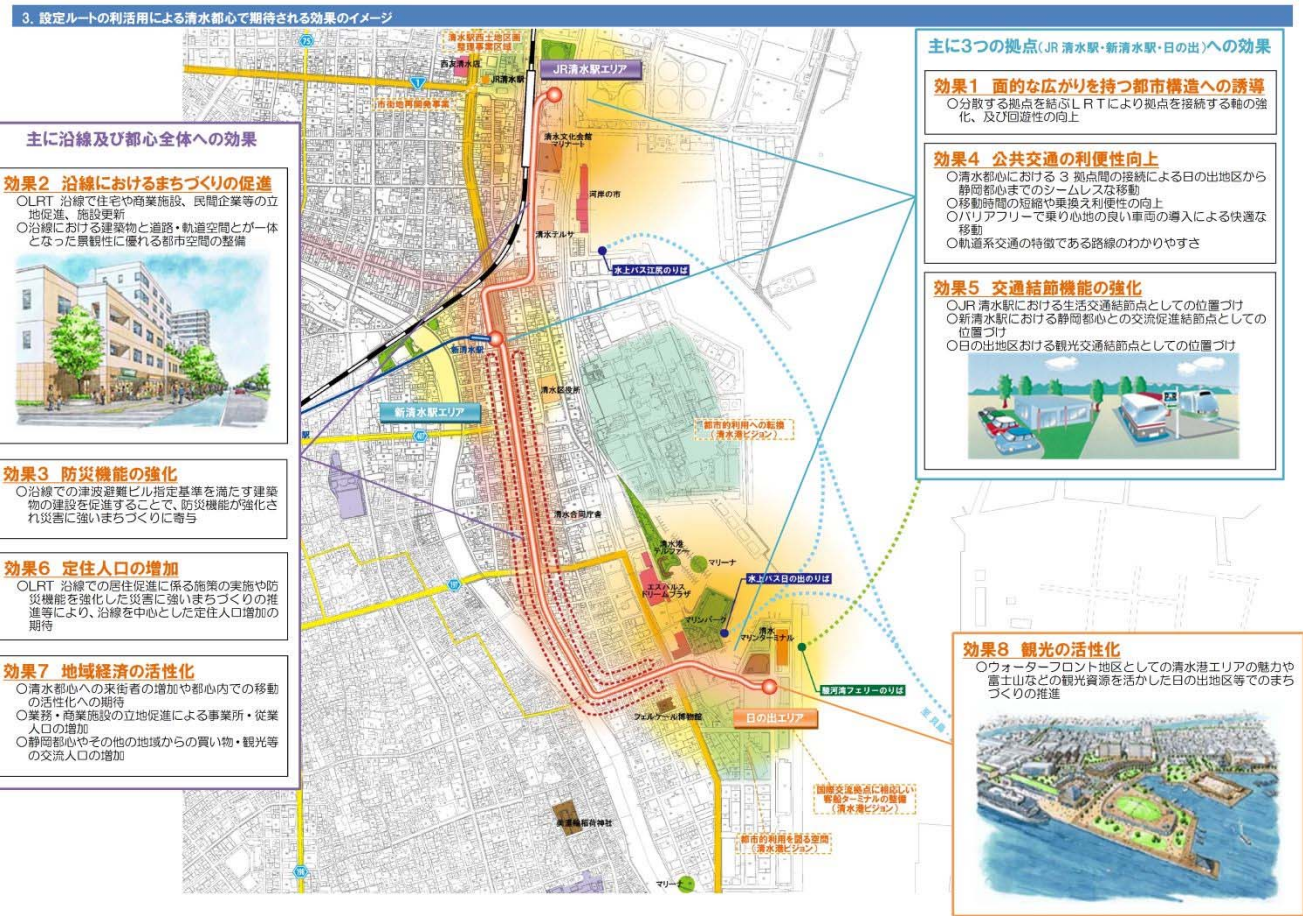 3. 設定ルートの利活用による清水都心で期待される効果のイメージ
主に沿線及び都心全体への効果
効果2 沿線におけるまちづくりの促進
○LRT 沿線で住宅や商業施設、民間企業等の立
地促進、施設更新
○沿線における建築物と道路・軌道空間とが一体
となった景観性に優れる都市空間の整備
効果3 防災機能の強化
○沿線での津波避難ビル指定基準を満たす建築
物の建設を促進することで、防災機能が強化さ
れ災害に強いまちづくりに寄与
効果6 定住人口の増加
○LRT 沿線での居住促進に係る施策の実施や防
災機能を強化した災害に強いまちづくりの推
進等により、沿線を中心とした定住人口増加の
期待
効果7 地域経済の活性化
○清水都心への来街者の増加や都心内での移動
の活性化への期待
○業務・商業施設の立地促進による事業所・従業
人口の増加
○静岡都心やその他の地域からの買い物・観光等
の交流人口の増加
75
清水駅西土地区画
整理事業区域
西友清水店
1
JR清水駅
JR清水駅エリア
市街地再開発事業
清水文化会館
マリナート
河岸の市
清水テルサ
水上バス江尻のりば
新清水駅
清水区役所
新清水駅エリア
407
都市的利用への転換
(清水港ビジョン)
清水合同庁舎
清水港
テルファー
マリーナ
197
エスパルス
ドリームプラザ
水上バス日の出のりば
マリンパーク
清水
マリンターミナル
駿河湾フェリーのりば
フェルケール博物館
日の出エリア
国際交流拠点に相応しい
客船ターミナルの整備
(清水港ビジョン)
都市的利用を図る空間
(清水港ビジョン)
美濃輪稲荷神社
マリーナ
主に3つの拠点(JR 清水駅・新清水駅・日の出)への効果
効果1 面的な広がりを持つ都市構造への誘導
○分散する拠点を結ぶLRTにより拠点を接続する軸の強
化、及び回遊性の向上
効果4 公共交通の利便性向上
○清水都心における 3 拠点間の接続による日の出地区から
静岡都心までのシームレスな移動
○移動時間の短縮や乗換え利便性の向上
○バリアフリーで乗り心地の良い車両の導入による快適な
移動
○軌道系交通の特徴である路線のわかりやすさ
効果5 交通結節機能の強化
○JR 清水駅における生活交通結節点としての位置づけ
○新清水駅における静岡都心との交流促進結節点としての
位置づけ
○日の出地区おける観光交通結節点としての位置づけ
効果8 観光の活性化
○ウォーターフロント地区としての清水港エリアの魅力や
富士山などの観光資源を活かした日の出地区等でのまち
づくりの推進